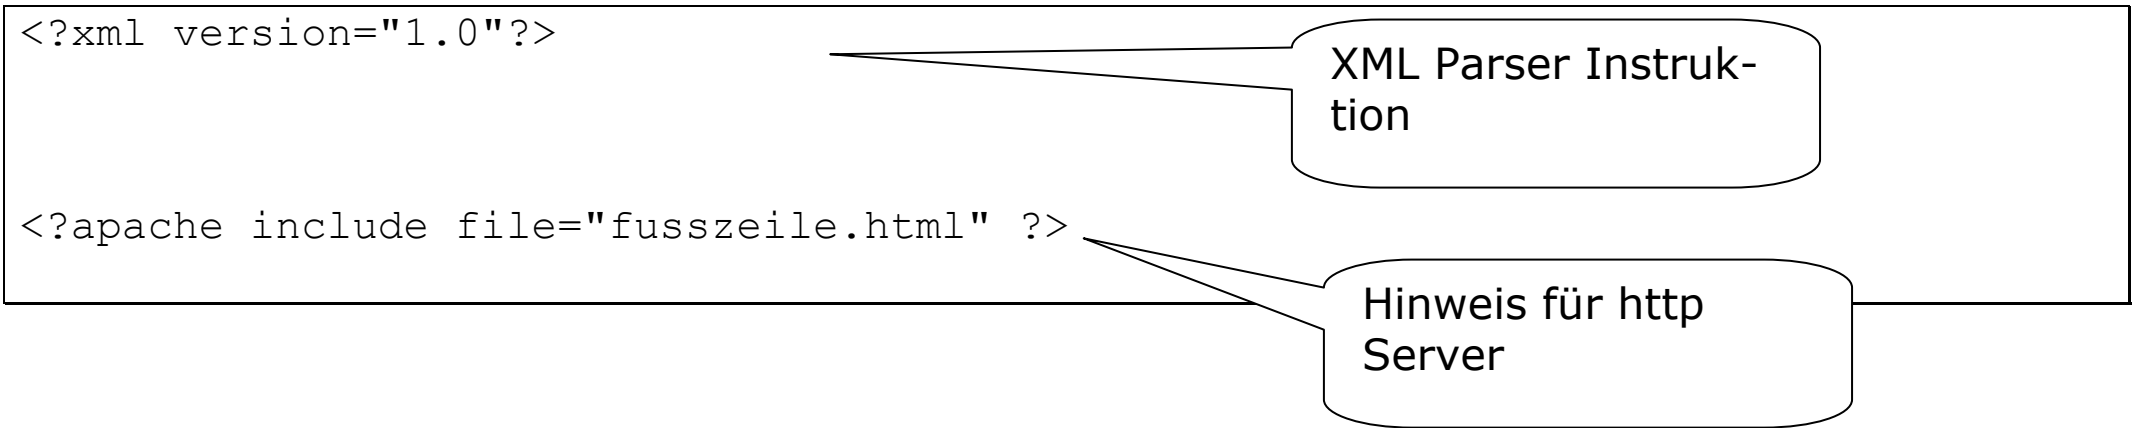 <?xml version="1.0"?>
XML Parser Instruk-
tion
<?apache include file="fusszeile.html" ?>
Hinweis für http
Server